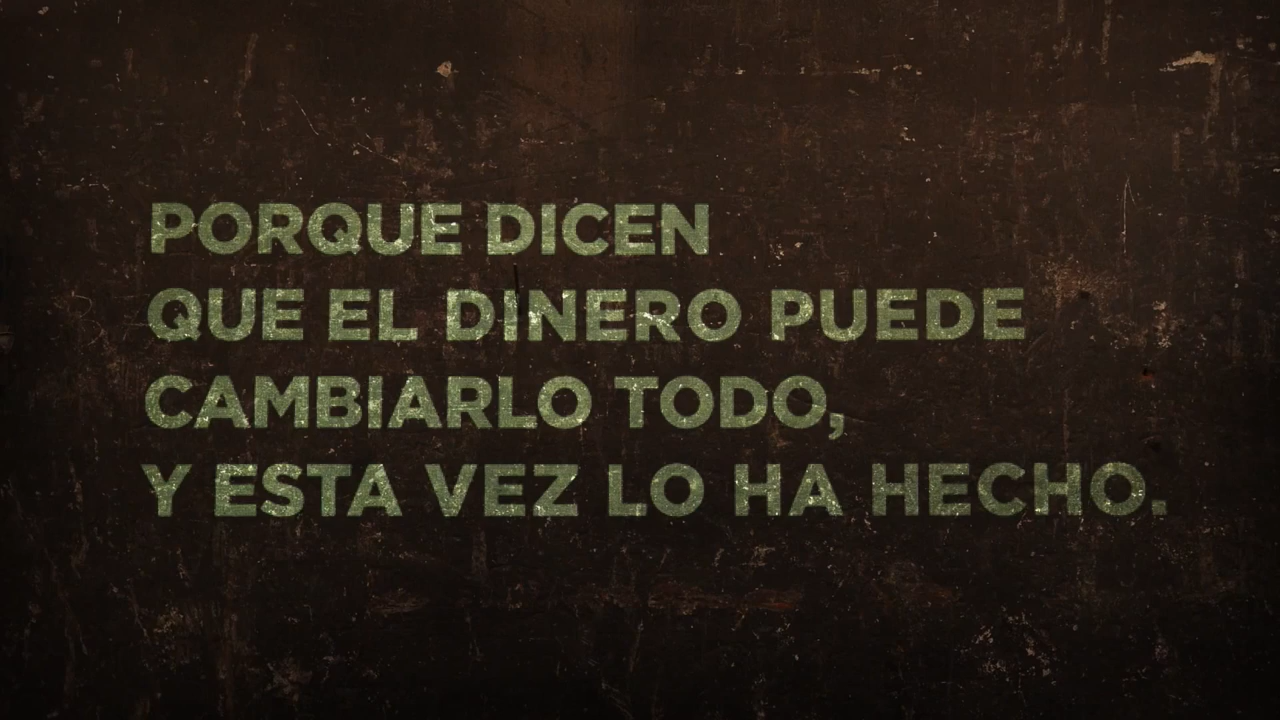 PORQUE DICEN
QUE EL DINERO PUEDE
CAMBIARLO TODO,
Y ESTA VEZ LO HA HECHO.